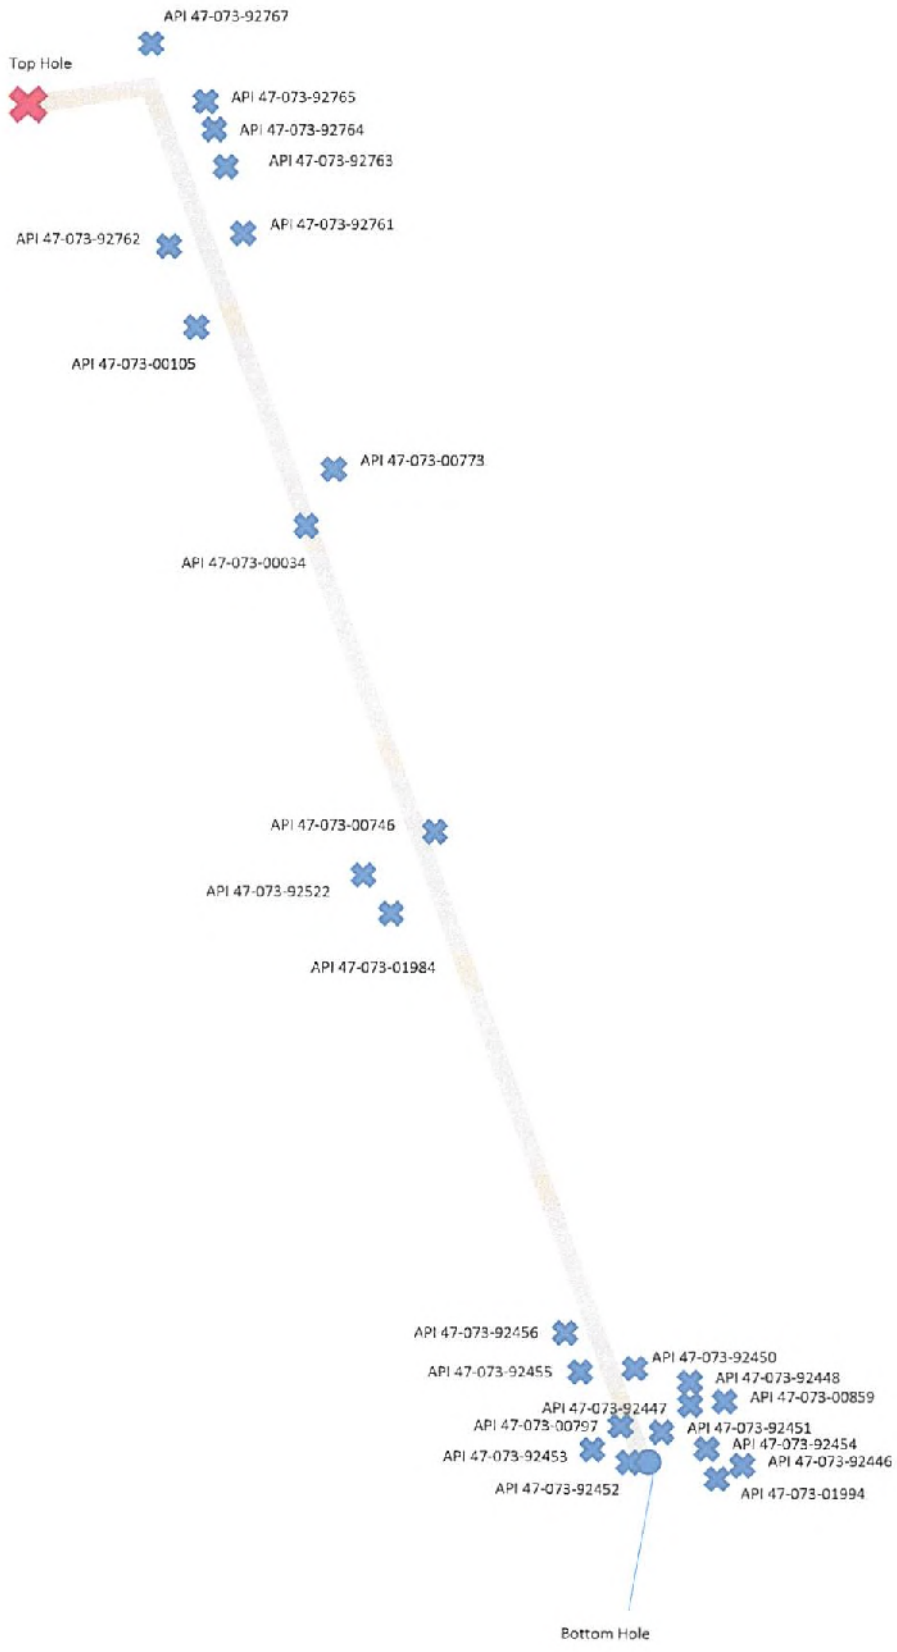 API 47-073-92767
Top Hole
API 47-073-92765
API 47-073-92764
API 47-073-92763
API 47-073-92761
API 47-073-92762
API 47-073-00105
API 47-073-00773
API 47-073-00034
API 47-073-00746
API 47-073-92522
API 47-073-01984
API 47-073-92456
API 47-073-92450
API 47-073-92455
API 47-073-92448
API 47-073-00859
API 47-073-92447
API 47-073-00797
API 47-073-92451
API 47-073-92454
API 47-073-92453
API 47-073-92446
API 47-073-92452
API 47-073-01994
Bottom Hole